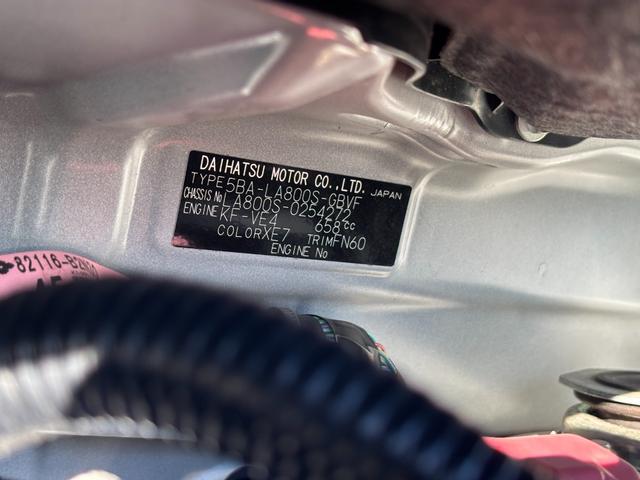 DAIHATSU MOTOR CO.,LTD. JAPAN
TYPE 5BA-LA800S-GBVF
CHASSIS No LA800S-0254272
ENGINE KF-VE4 658cc
COLOR XE7 TRIM FN60
ENGINE No